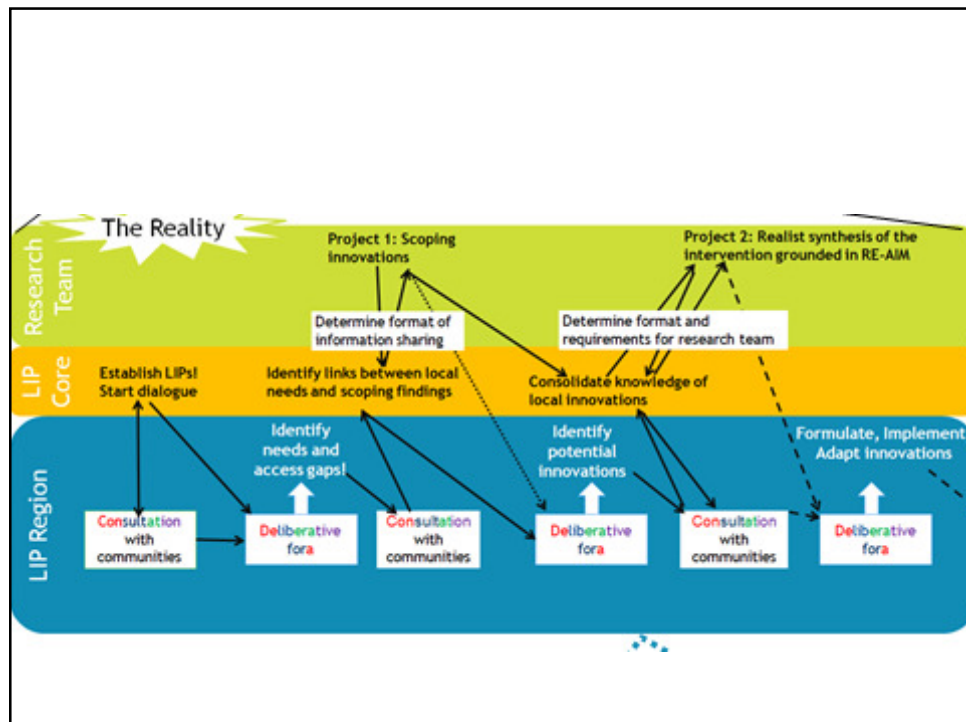 The Reality
Research
Team
Project 1: Scoping
innovations
Project 2: Realist synthesis of the
intervention grounded in RE-AIM
Determine format of
information sharing
Determine format and
requirements for research team
LIP
Core
Establish LIPs!
Start dialogue
Identify links between local
needs and scoping findings
Consolidate knowledge of
local innovations
LIP Region
Identify
needs and
access gaps!
Identify
potential
innovations
Formulate, Implement
Adapt innovations
Consultation
with
communities
Deliberative
fora
Consultation
with
communities
Deliberative
fora
Consultation
with
communities
Deliberative
fora